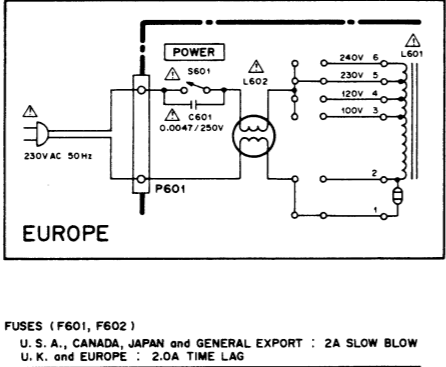 POWER
S601
C601
0.0047/250V
L602
L601
240V 6
230V 5
120V 4
100V 3
2
1
230V AC 50Hz
P601
EUROPE
FUSES (F601, F602)
U. S. A., CANADA, JAPAN and GENERAL EXPORT : 2A SLOW BLOW
U. K. and EUROPE : 2.0A TIME LAG